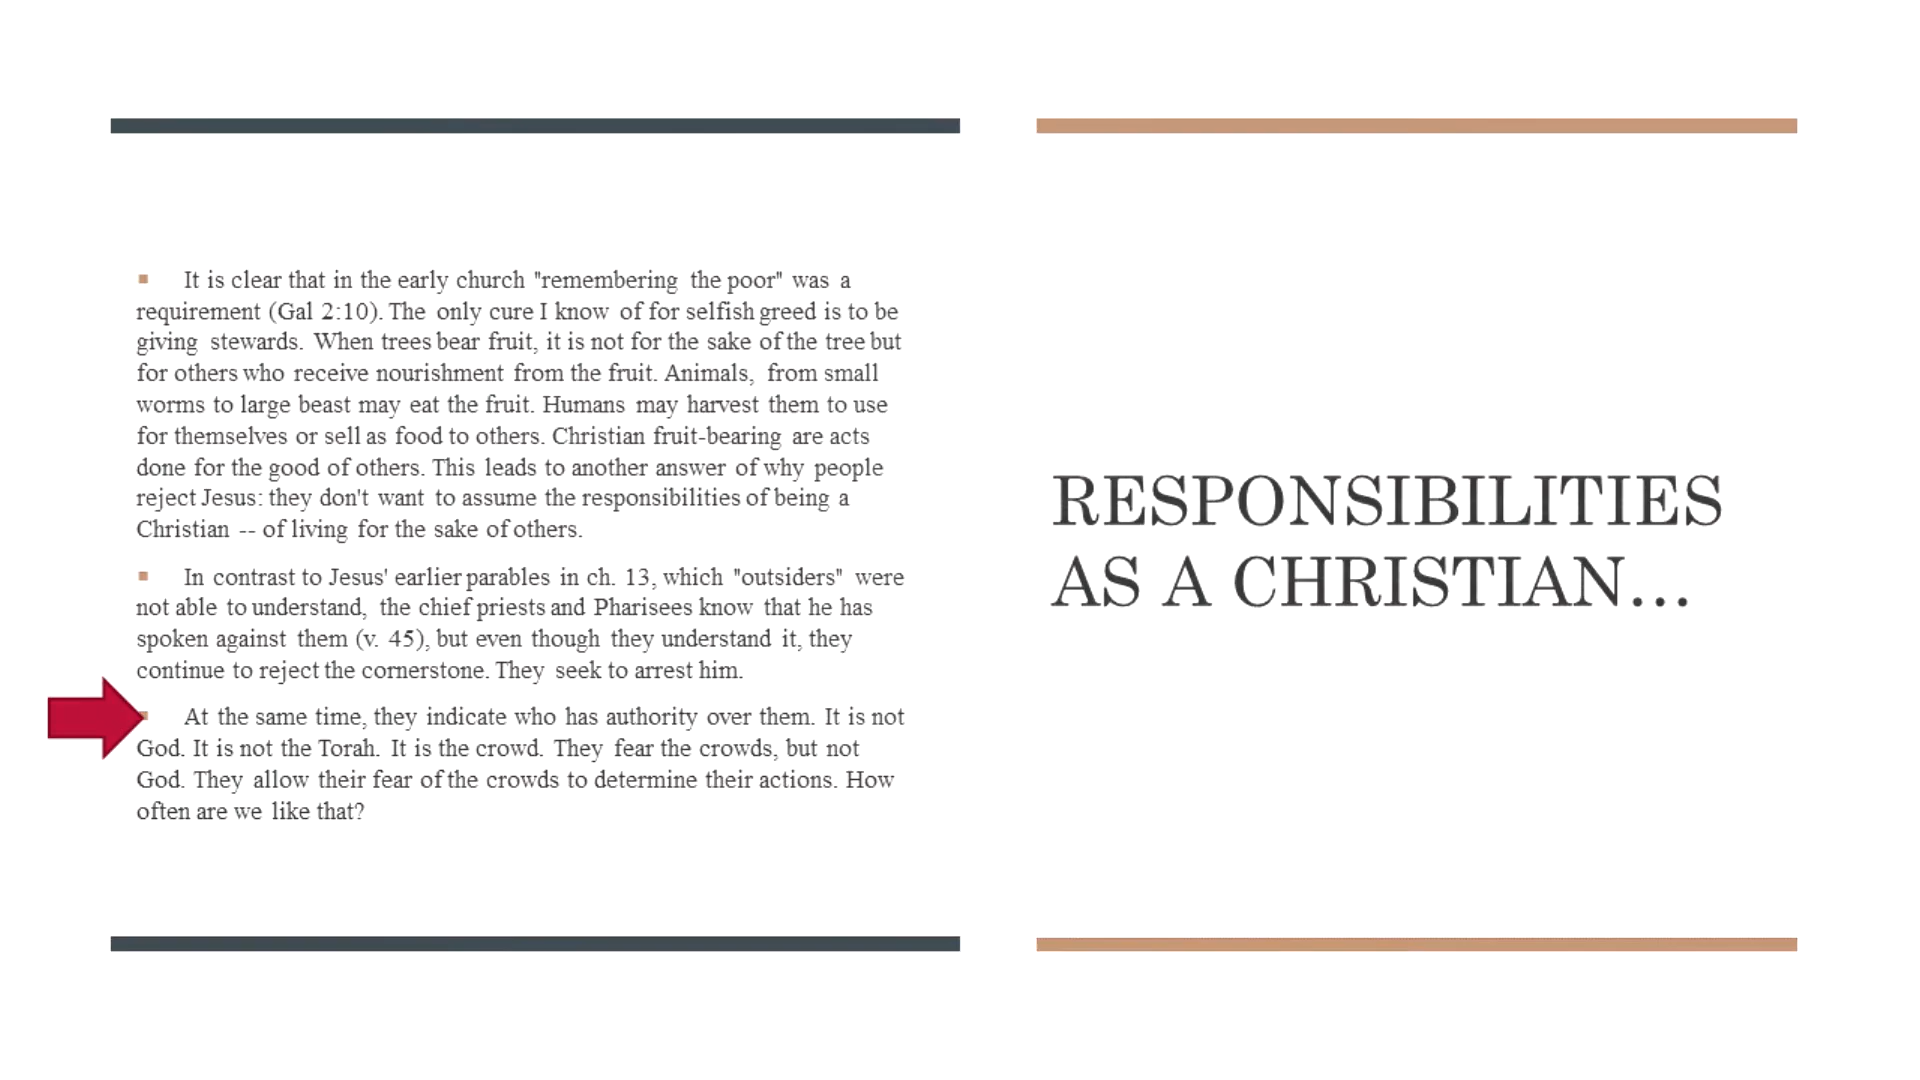 It is clear that in the early church "remembering the poor" was a
requirement (Gal 2:10). The only cure I know of for selfish greed is to be
giving stewards. When trees bear fruit, it is not for the sake of the tree but
for others who receive nourishment from the fruit. Animals, from small
worms to large beast may eat the fruit. Humans may harvest them to use
for themselves or sell as food to others. Christian fruit-bearing are acts
done for the good of others. This leads to another answer of why people
reject Jesus: they don't want to assume the responsibilities of being a
Christian -- of living for the sake of others.
In contrast to Jesus' earlier parables in ch. 13, which "outsiders" were
not able to understand, the chief priests and Pharisees know that he has
spoken against them (v. 45), but even though they understand it, they
continue to reject the cornerstone. They seek to arrest him.
At the same time, they indicate who has authority over them. It is not
God. It is not the Torah. It is the crowd. They fear the crowds, but not
God. They allow their fear of the crowds to determine their actions. How
often are we like that?
RESPONSIBILITIES
AS A CHRISTIAN...